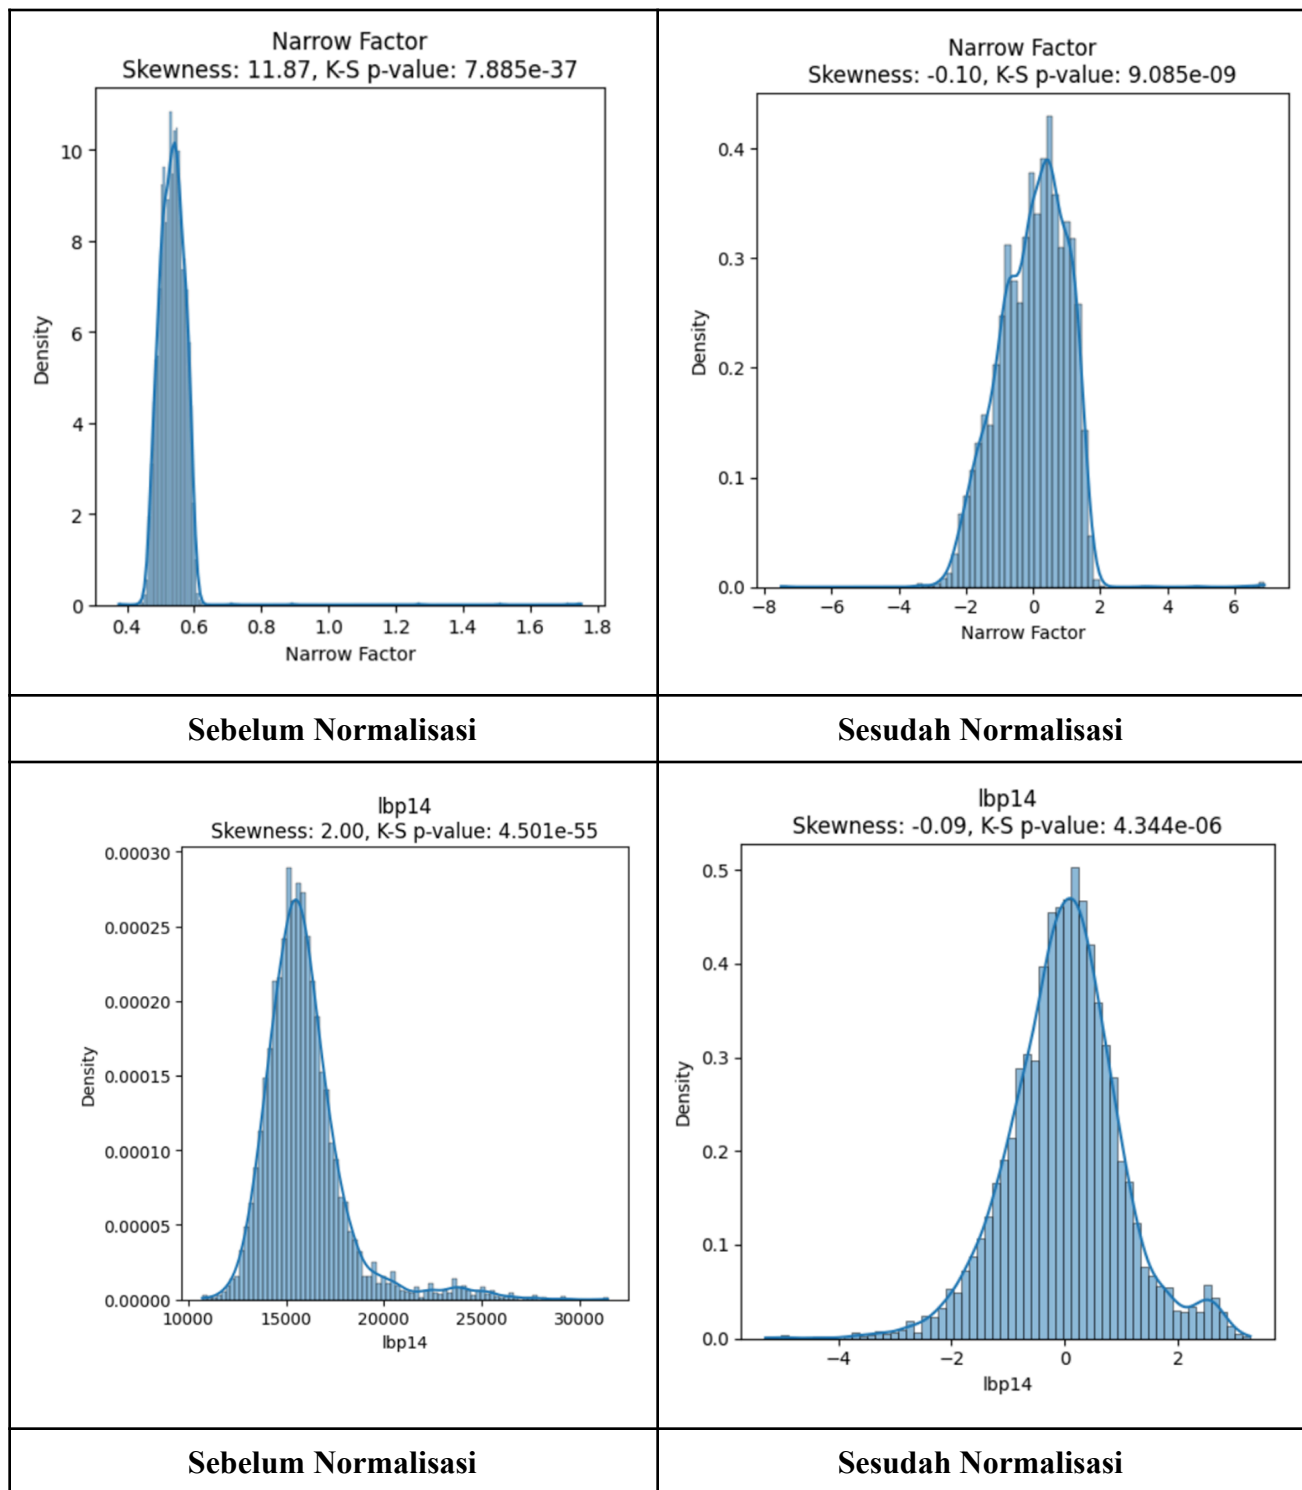 Narrow Factor
Skewness: 11.87, K-S p-value: 7.885e-37
10
8
6
4
2
0
Density
0.4 0.6 0.8 1.0 1.2 1.4 1.6 1.8
Narrow Factor
Narrow Factor
Skewness: -0.10, K-S p-value: 9.085e-09
0.4
0.3
0.2
0.1
0.0
Density
−8 −6 −4 −2 0 2 4 6
Narrow Factor
Sebelum Normalisasi
Sesudah Normalisasi
lbp14
Skewness: 2.00, K-S p-value: 4.501e-55
0.00030
0.00025
0.00020
0.00015
0.00010
0.00005
0.00000
Density
10000 15000 20000 25000 30000
lbp14
lbp14
Skewness: -0.09, K-S p-value: 4.344e-06
0.5
0.4
0.3
0.2
0.1
0.0
Density
−4 −2 0 2
lbp14
Sebelum Normalisasi
Sesudah Normalisasi